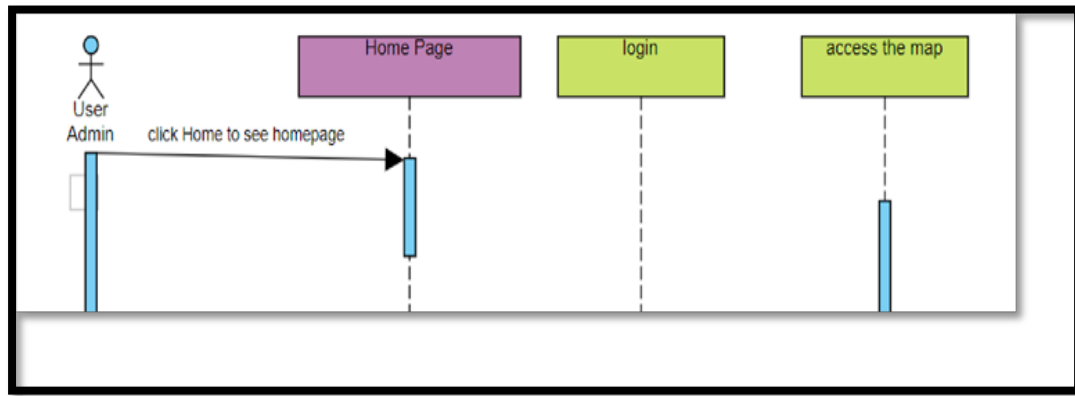 Home Page
login
access the map
User
Admin
click Home to see homepage